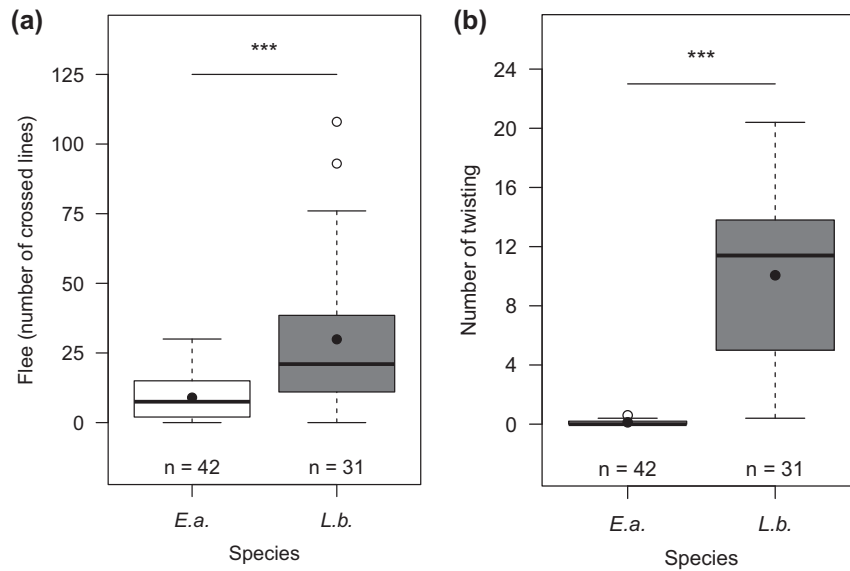 (a)
***
125
100
75
50
25
0
Flee (number of crossed lines)
n = 42
n = 31
E.a.
L.b.
Species
(b)
***
24
20
16
12
8
4
0
Number of twisting
n = 42
n = 31
E.a.
L.b.
Species